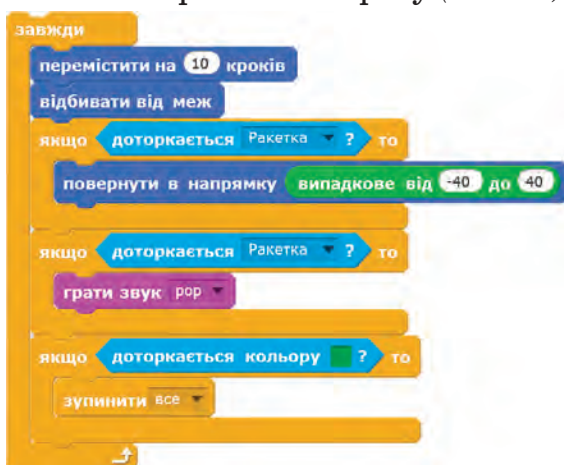 завжди
перемістити на 10 кроків
відбивати від меж
якщо доторкається Ракетка ? то
повернути в напрямку випадкове від -40 до 40
якщо доторкається Ракетка ? то
грати звук pop
якщо доторкається кольору ? то
зупинити все